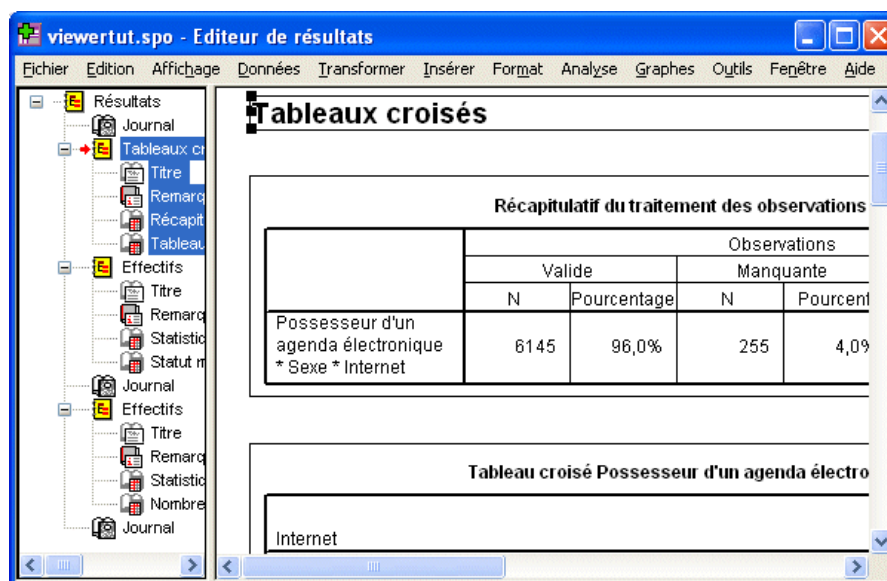 viewertut.spo - Editeur de résultats
Fichier Edition Affichage Données Transformer Insérer Format Analyse Graphes Outils Fenêtre Aide
Résultats
Journal
Tableaux cr
Titre
Remarq
Récapit
Tableau
Effectifs
Titre
Remarq
Statistic
Statut m
Journal
Effectifs
Titre
Remarq
Statistic
Nombre
Journal
Tableaux croisés
Récapitulatif du traitement des observations
Observations
Valide Manquante
N Pourcentage N Pourcent
Possesseur d'un
agenda électronique
* Sexe * Internet
6145 96,0% 255 4,0%
Tableau croisé Possesseur d'un agenda électro
Internet